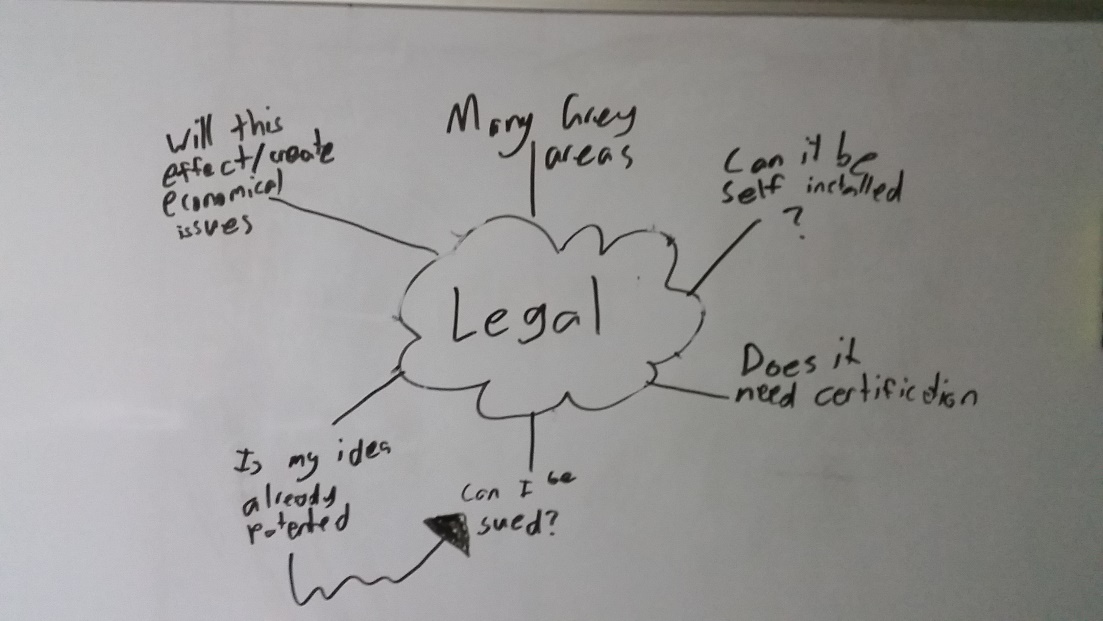 Will this
effect/create
economical
issues
Many Grey
areas
Can it be
self installed
?
Legal
Does it
need certification
Is my idea
already
patented
Can I be
sued?